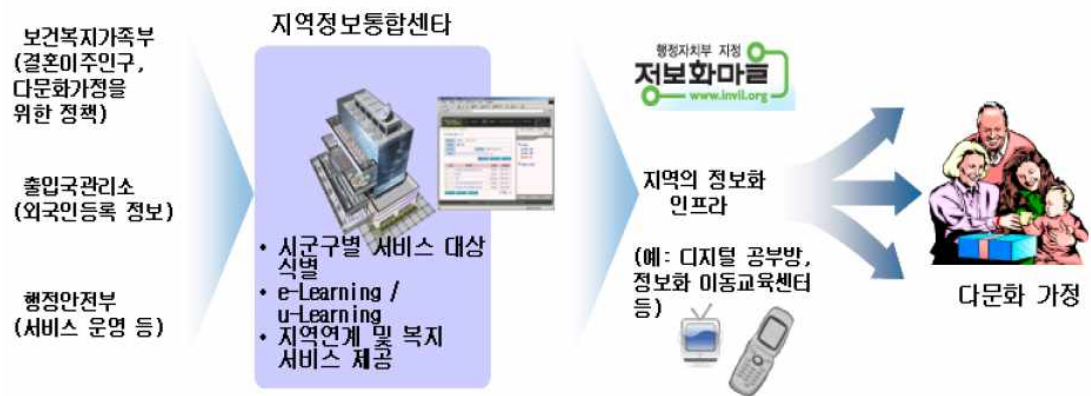 보건복지가족부
(결혼이주인구,
다문화가정을
위한 정책)
출입국관리소
(외국인등록 정보)
행정안전부
(서비스 운영 등)
지역정보통합센타
• 시군구별 서비스 대상
식별
• e-Learning /
u-Learning
• 지역연계 및 복지
서비스 제공
행정자치부 지정
정보화마을
www.invil.org
지역의 정보화
인프라
(예: 디지털 공부방,
정보화 이동교육센터
등)
다문화 가정